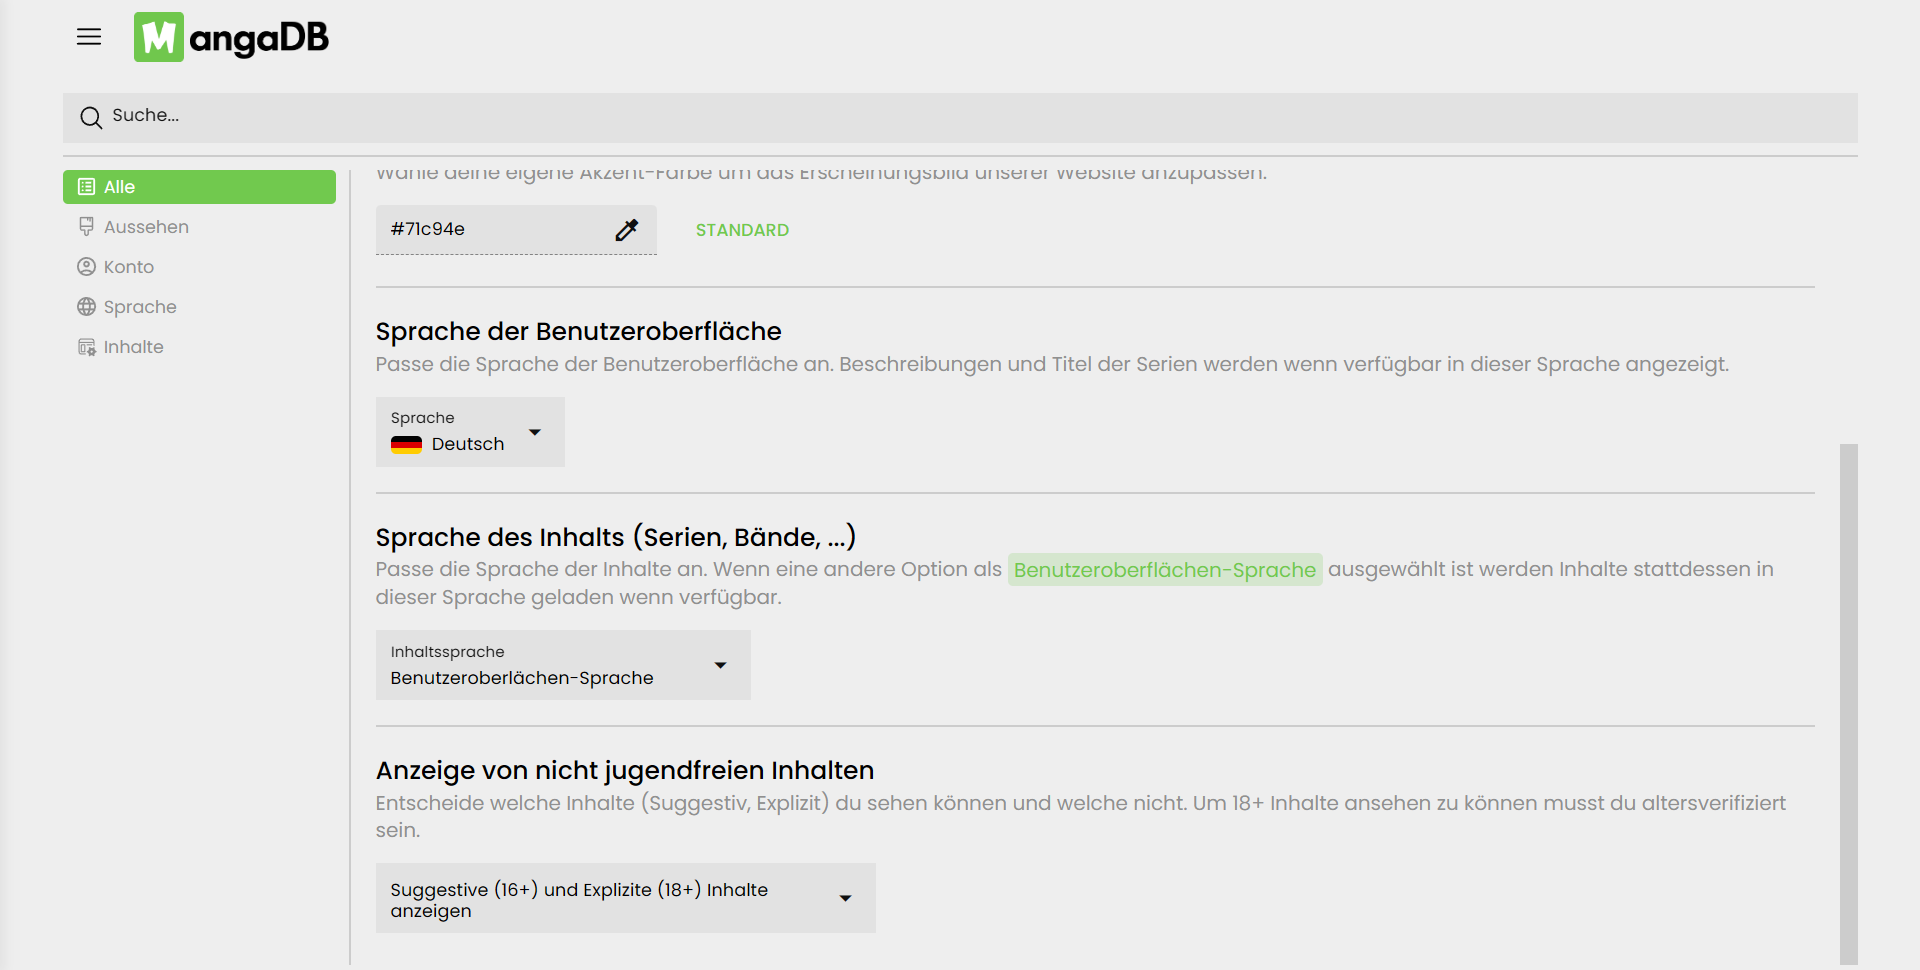 MangaDB
Suche...
Alle
Aussehen
Konto
Sprache
Inhalte
Wähle deine eigene Akzent-Farbe um das Erscheinungsbild unserer Website anzupassen.
#71c94e
STANDARD
Sprache der Benutzeroberfläche
Passe die Sprache der Benutzeroberfläche an. Beschreibungen und Titel der Serien werden wenn verfügbar in dieser Sprache angezeigt.
Sprache
Deutsch
Sprache des Inhalts (Serien, Bände, ...)
Passe die Sprache der Inhalte an. Wenn eine andere Option als Benutzeroberflächen-Sprache ausgewählt ist werden Inhalte stattdessen in
dieser Sprache geladen wenn verfügbar.
Inhaltssprache
Benutzeroberlächen-Sprache
Anzeige von nicht jugendfreien Inhalten
Entscheide welche Inhalte (Suggestiv, Explizit) du sehen können und welche nicht. Um 18+ Inhalte ansehen zu können musst du altersverifiziert
sein.
Suggestive (16+) und Explizite (18+) Inhalte
anzeigen